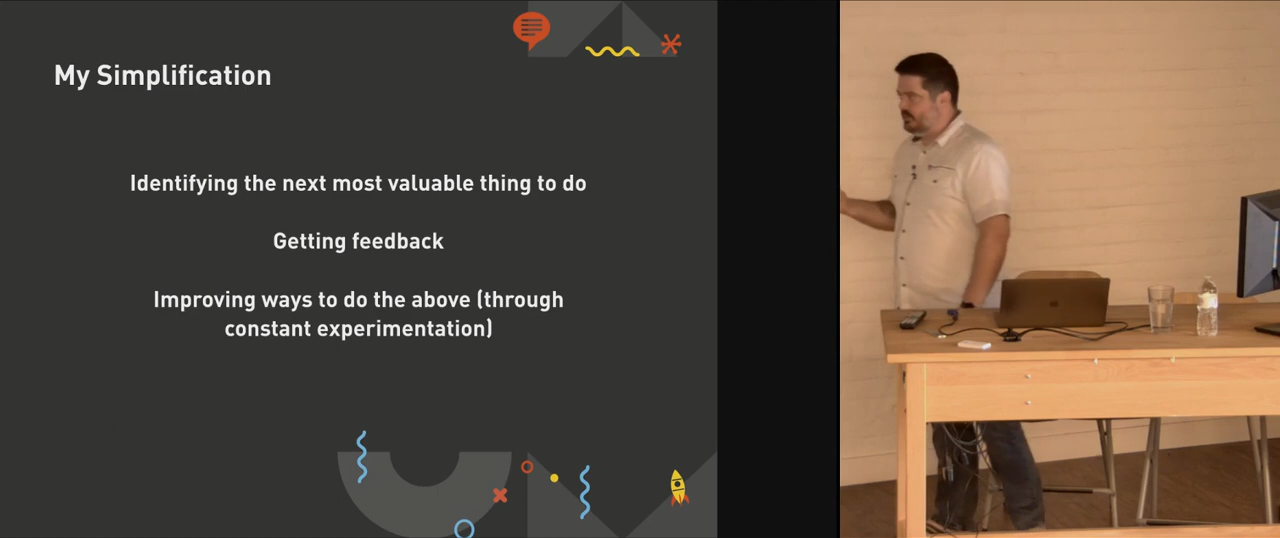 My Simplification
Identifying the next most valuable thing to do
Getting feedback
Improving ways to do the above (through
constant experimentation)